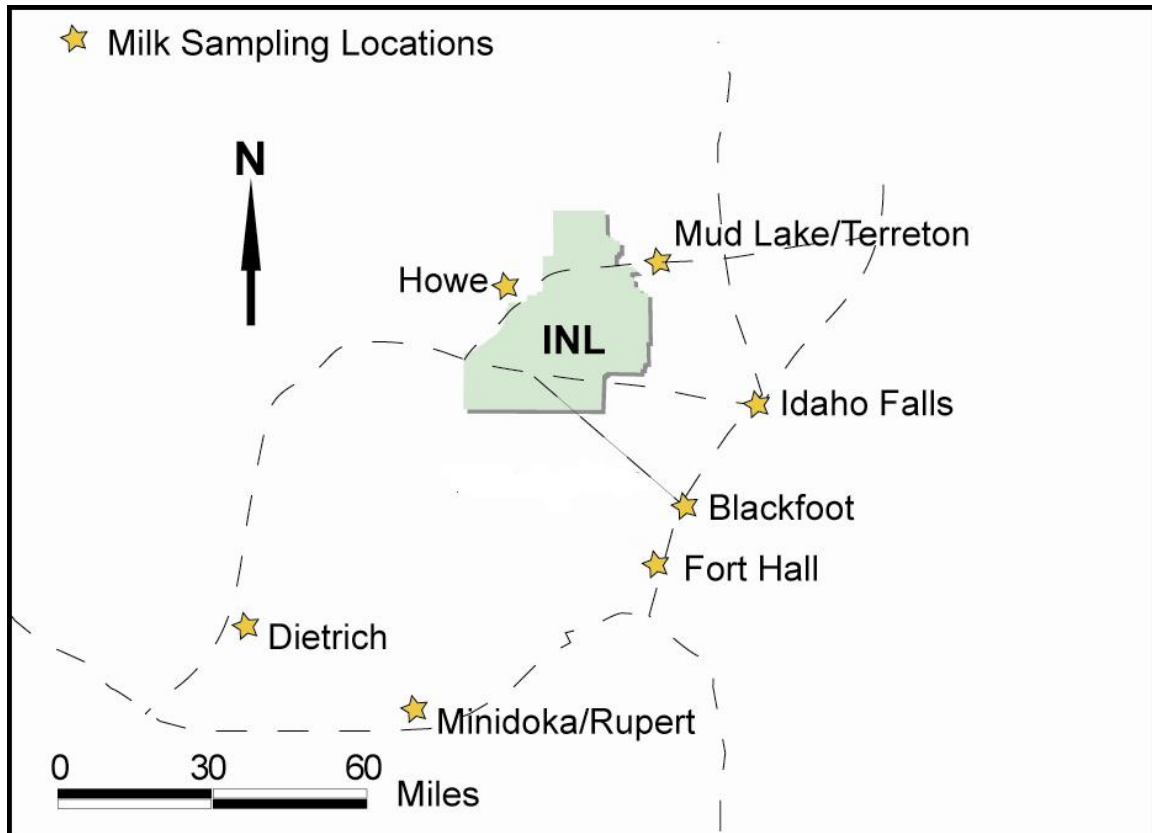 Milk Sampling Locations
N
Mud Lake/Terreton
Howe
INL
Idaho Falls
Blackfoot
Fort Hall
Dietrich
Minidoka/Rupert
0 30 60
Miles